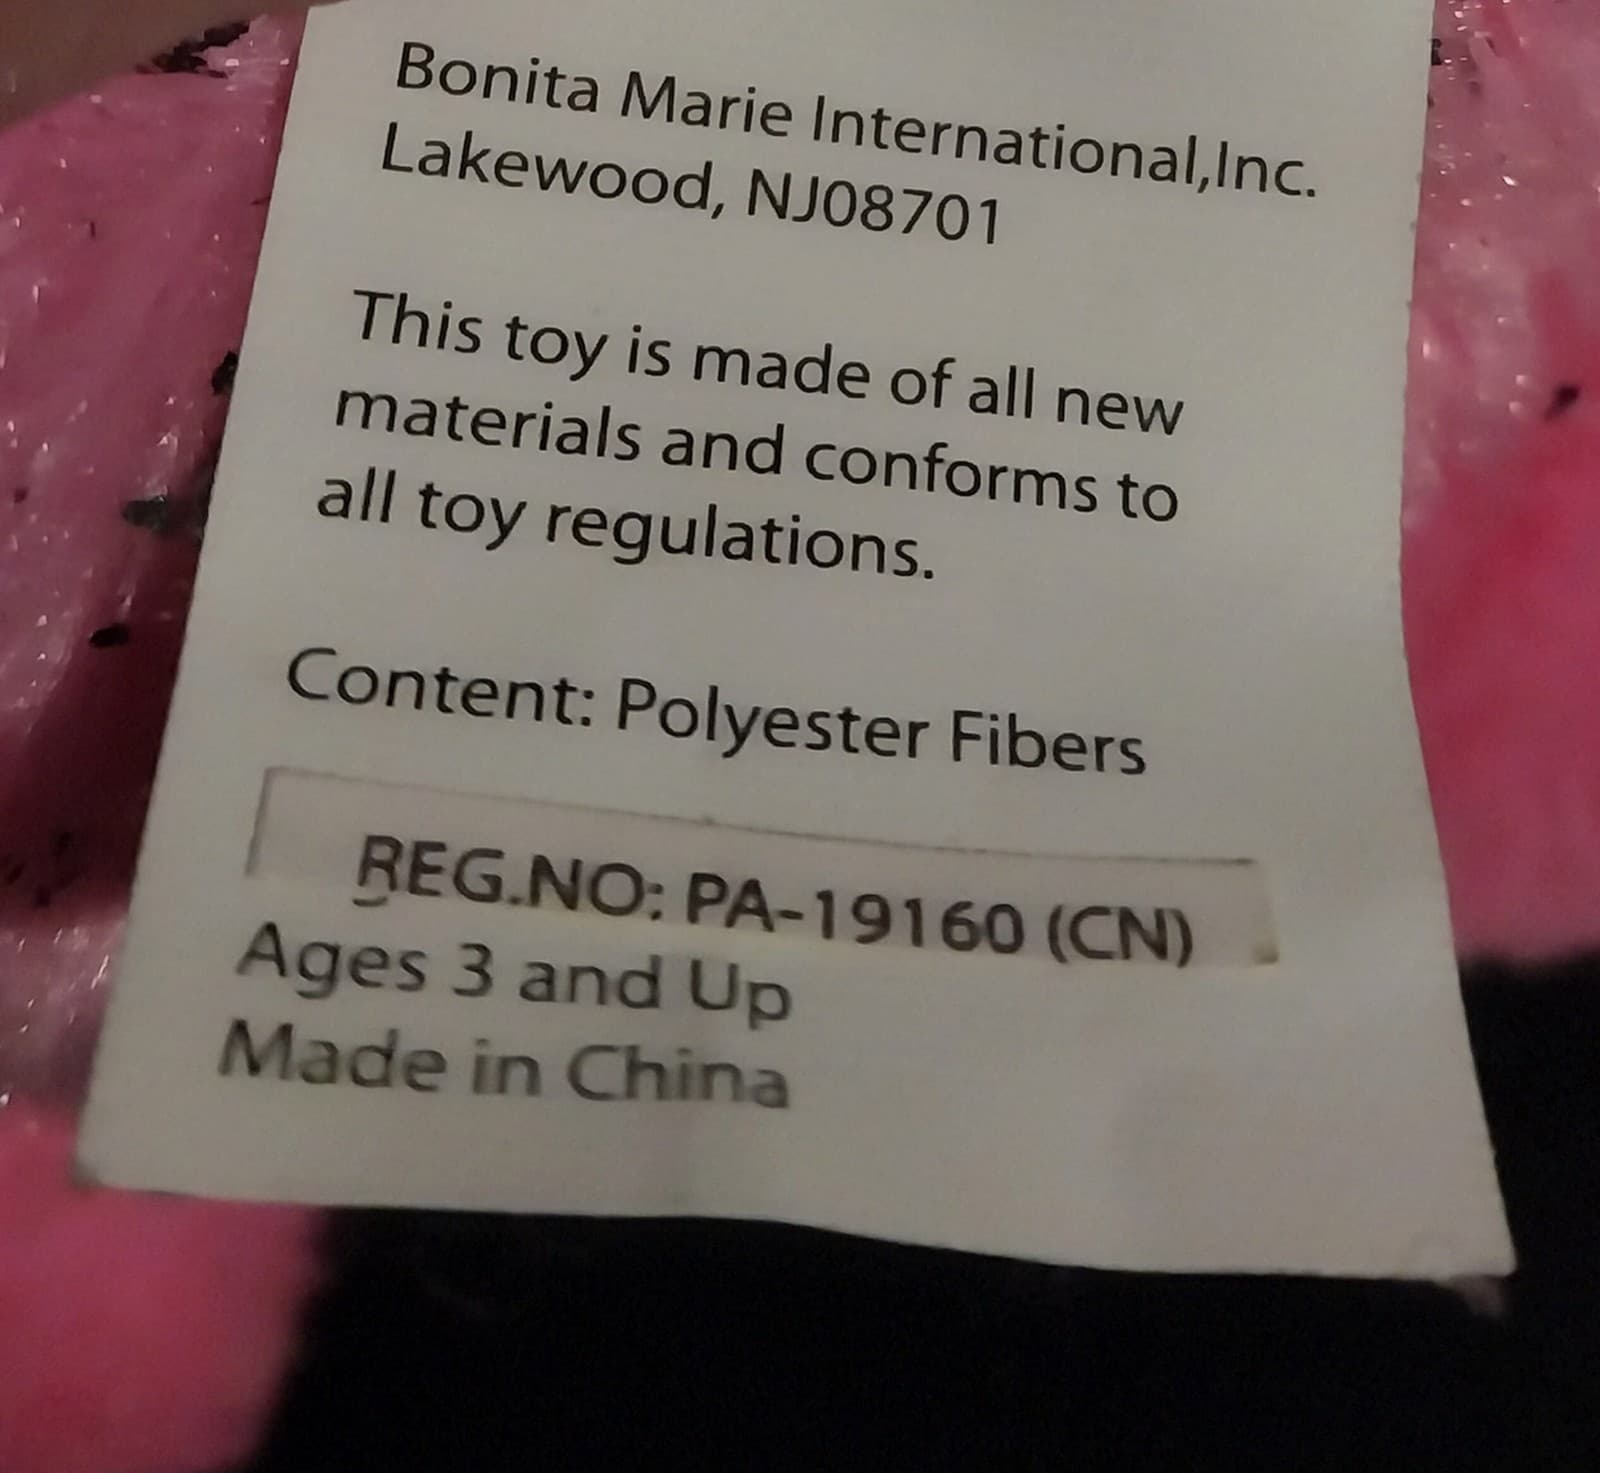 Bonita Marie International,Inc.
Lakewood, NJ08701
This toy is made of all new
materials and conforms to
all toy regulations.
Content: Polyester Fibers
REG.NO: PA-19160 (CN)
Ages 3 and Up
Made in China